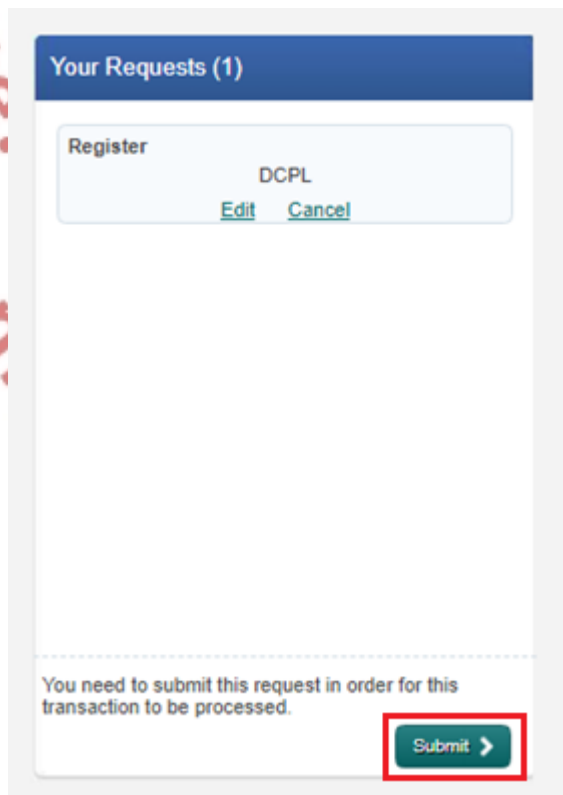 Your Requests (1)
Register
DCPL
Edit Cancel
You need to submit this request in order for this
transaction to be processed.
Submit